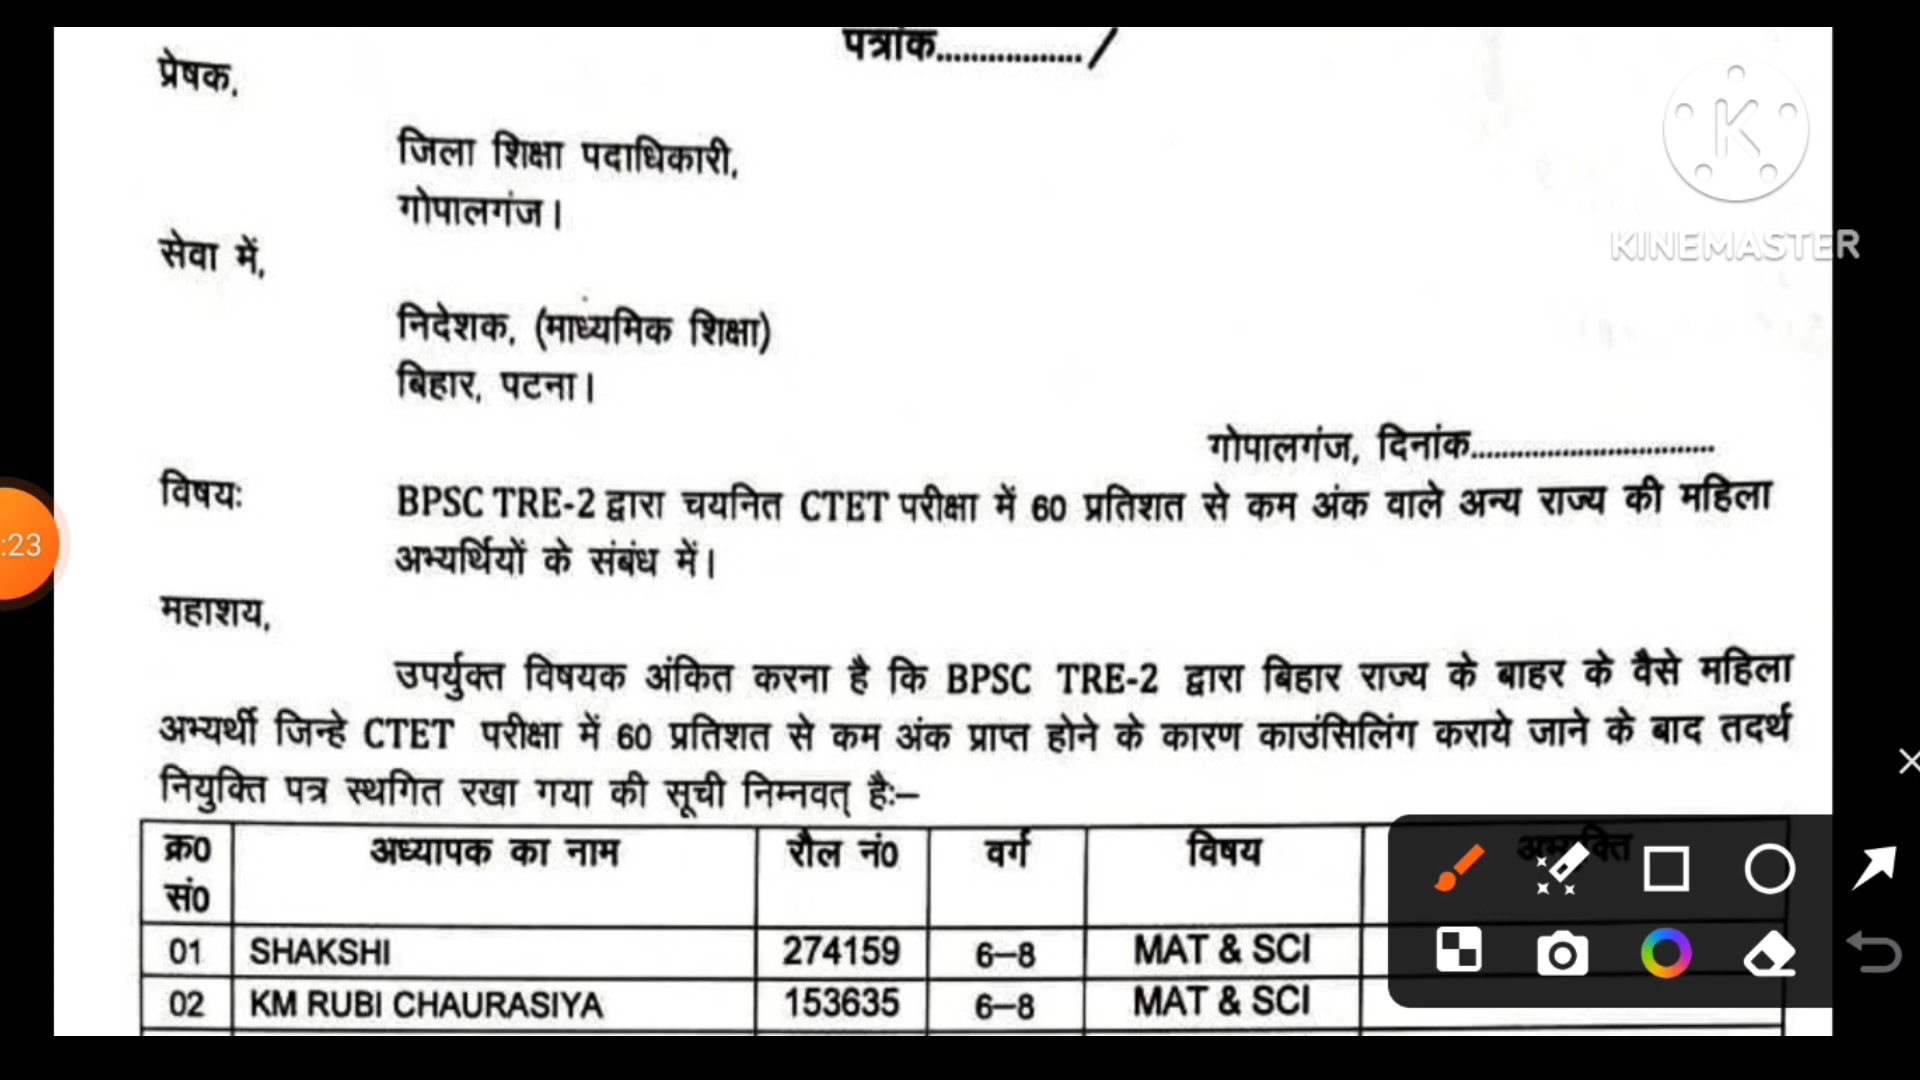 पत्रांक................/
प्रेषक,
जिला शिक्षा पदाधिकारी,
गोपालगंज।
सेवा में,
निदेशक, (माध्यमिक शिक्षा)
बिहार, पटना।
गोपालगंज, दिनांक............................
विषय: BPSC TRE-2 द्वारा चयनित CTET परीक्षा में 60 प्रतिशत से कम अंक वाले अन्य राज्य की महिला
अभ्यर्थियों के संबंध में।
महाशय,
उपर्युक्त विषयक अंकित करना है कि BPSC TRE-2 द्वारा बिहार राज्य के बाहर के वैसे महिला
अभ्यर्थी जिन्हे CTET परीक्षा में 60 प्रतिशत से कम अंक प्राप्त होने के कारण काउंसिलिंग कराये जाने के बाद तदर्थ
नियुक्ति पत्र स्थगित रखा गया की सूची निम्नवत् है:–
क्र0 सं0 अध्यापक का नाम रौल नं0 वर्ग विषय
01 SHAKSHI 274159 6–8 MAT & SCI
02 KM RUBI CHAURASIYA 153635 6–8 MAT & SCI
K
KINEMASTER
:23